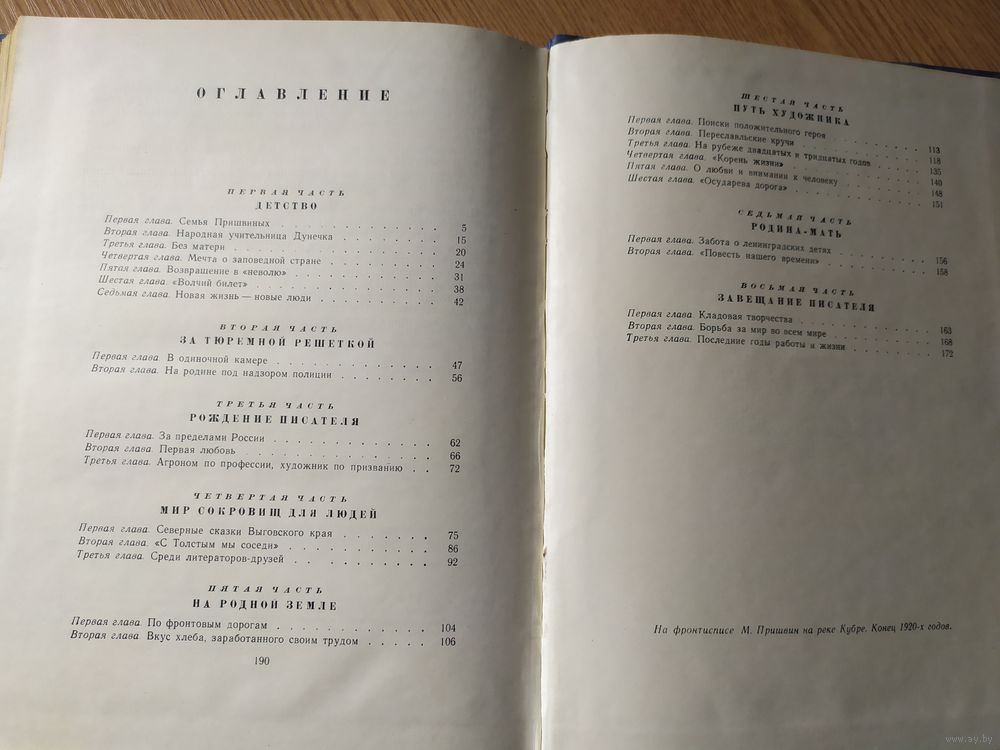 ОГЛАВЛЕНИЕ
ПЕРВАЯ ЧАСТЬ
ДЕТСТВО
Первая глава. Семья Пришвиных . . . . . . . . . . 5
Вторая глава. Народная учительница Дунечка . . . . . . . 15
Третья глава. Без матери . . . . . . . . . . . . . 20
Четвертая глава. Мечта о заповедной стране . . . . . . . 24
Пятая глава. Возвращение в «неволю» . . . . . . . . . 31
Шестая глава. «Волчий билет» . . . . . . . . . . . 38
Седьмая глава. Новая жизнь — новые люди . . . . . . . . 42
ВТОРАЯ ЧАСТЬ
ЗА ТЮРЕМНОЙ РЕШЕТКОЙ
Первая глава. В одиночной камере . . . . . . . . . . 47
Вторая глава. На родине под надзором полиции . . . . . . 56
ТРЕТЬЯ ЧАСТЬ
РОЖДЕНИЕ ПИСАТЕЛЯ
Первая глава. За пределами России . . . . . . . . . . 62
Вторая глава. Первая любовь . . . . . . . . . . . . 66
Третья глава. Агроном по профессии, художник по призванию . . 72
ЧЕТВЕРТАЯ ЧАСТЬ
МИР СОКРОВИЩ ДЛЯ ЛЮДЕЙ
Первая глава. Северные сказки Выговского края . . . . . . 75
Вторая глава. «С Толстым мы соседи» . . . . . . . . . 86
Третья глава. Среди литераторов-друзей . . . . . . . . 92
ПЯТАЯ ЧАСТЬ
НА РОДНОЙ ЗЕМЛЕ
Первая глава. По фронтовым дорогам . . . . . . . . . 104
Вторая глава. Вкус хлеба, заработанного своим трудом . . . . . 106
190
ШЕСТАЯ ЧАСТЬ
ПУТЬ ХУДОЖНИКА
Первая глава. Поиски положительного героя . . . . . . . 113
Вторая глава. Переславльские кручи . . . . . . . . . 118
Третья глава. На рубеже двадцатых и тридцатых годов . . . . 135
Четвертая глава. «Корень жизни» . . . . . . . . . . 140
Пятая глава. О любви и внимании к человеку . . . . . . 148
Шестая глава. «Осударева дорога» . . . . . . . . . . 151
СЕДЬМАЯ ЧАСТЬ
РОДИНА-МАТЬ
Первая глава. Забота о ленинградских детях . . . . . . . 156
Вторая глава. «Повесть нашего времени» . . . . . . . . 158
ВОСЬМАЯ ЧАСТЬ
ЗАВЕЩАНИЕ ПИСАТЕЛЯ
Первая глава. Кладовая творчества . . . . . . . . . . 163
Вторая глава. Борьба за мир во всем мире . . . . . . . 168
Третья глава. Последние годы работы и жизни . . . . . . 172
На фронтисписе М. Пришвин на реке Кубре. Конец 1920-х годов.
www.ay.by